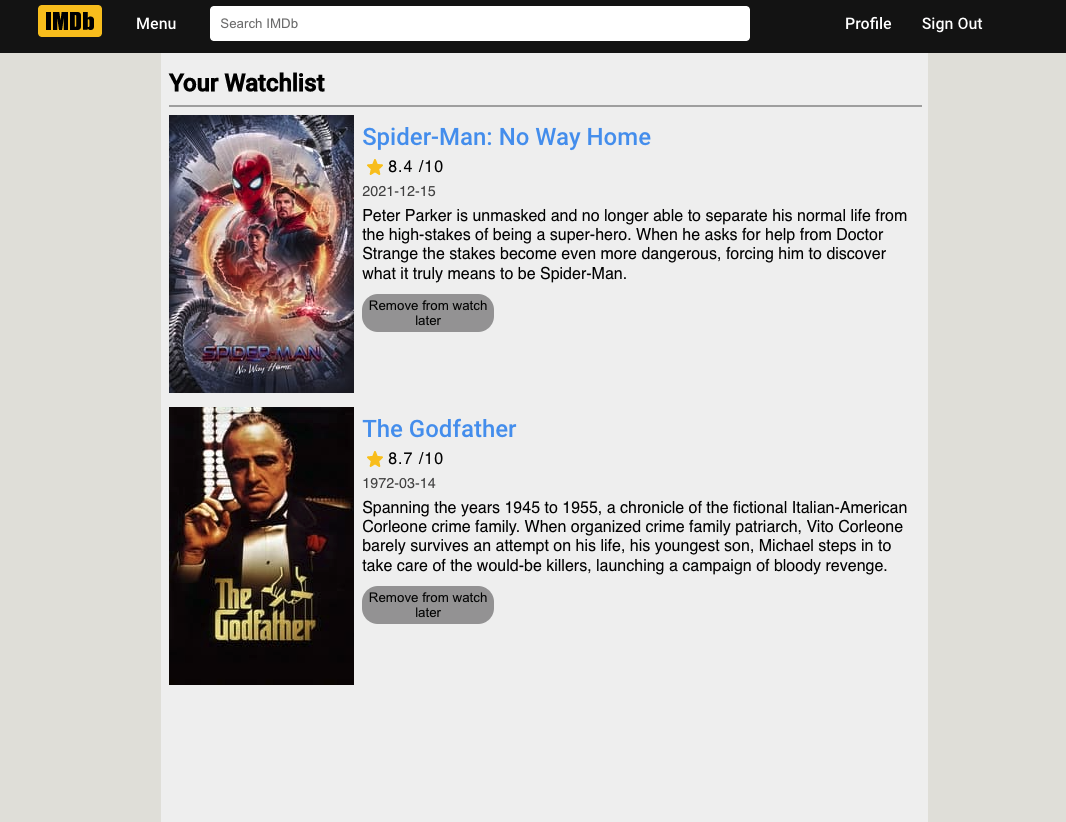 IMDb Menu Search IMDb Profile Sign Out
Your Watchlist
Spider-Man: No Way Home
8.4 /10
2021-12-15
Peter Parker is unmasked and no longer able to separate his normal life from
the high-stakes of being a super-hero. When he asks for help from Doctor
Strange the stakes become even more dangerous, forcing him to discover
what it truly means to be Spider-Man.
Remove from watch
later
SPIDER-MAN
No Way Home
The Godfather
8.7 /10
1972-03-14
Spanning the years 1945 to 1955, a chronicle of the fictional Italian-American
Corleone crime family. When organized crime family patriarch, Vito Corleone
barely survives an attempt on his life, his youngest son, Michael steps in to
take care of the would-be killers, launching a campaign of bloody revenge.
Remove from watch
later
The
Godfather